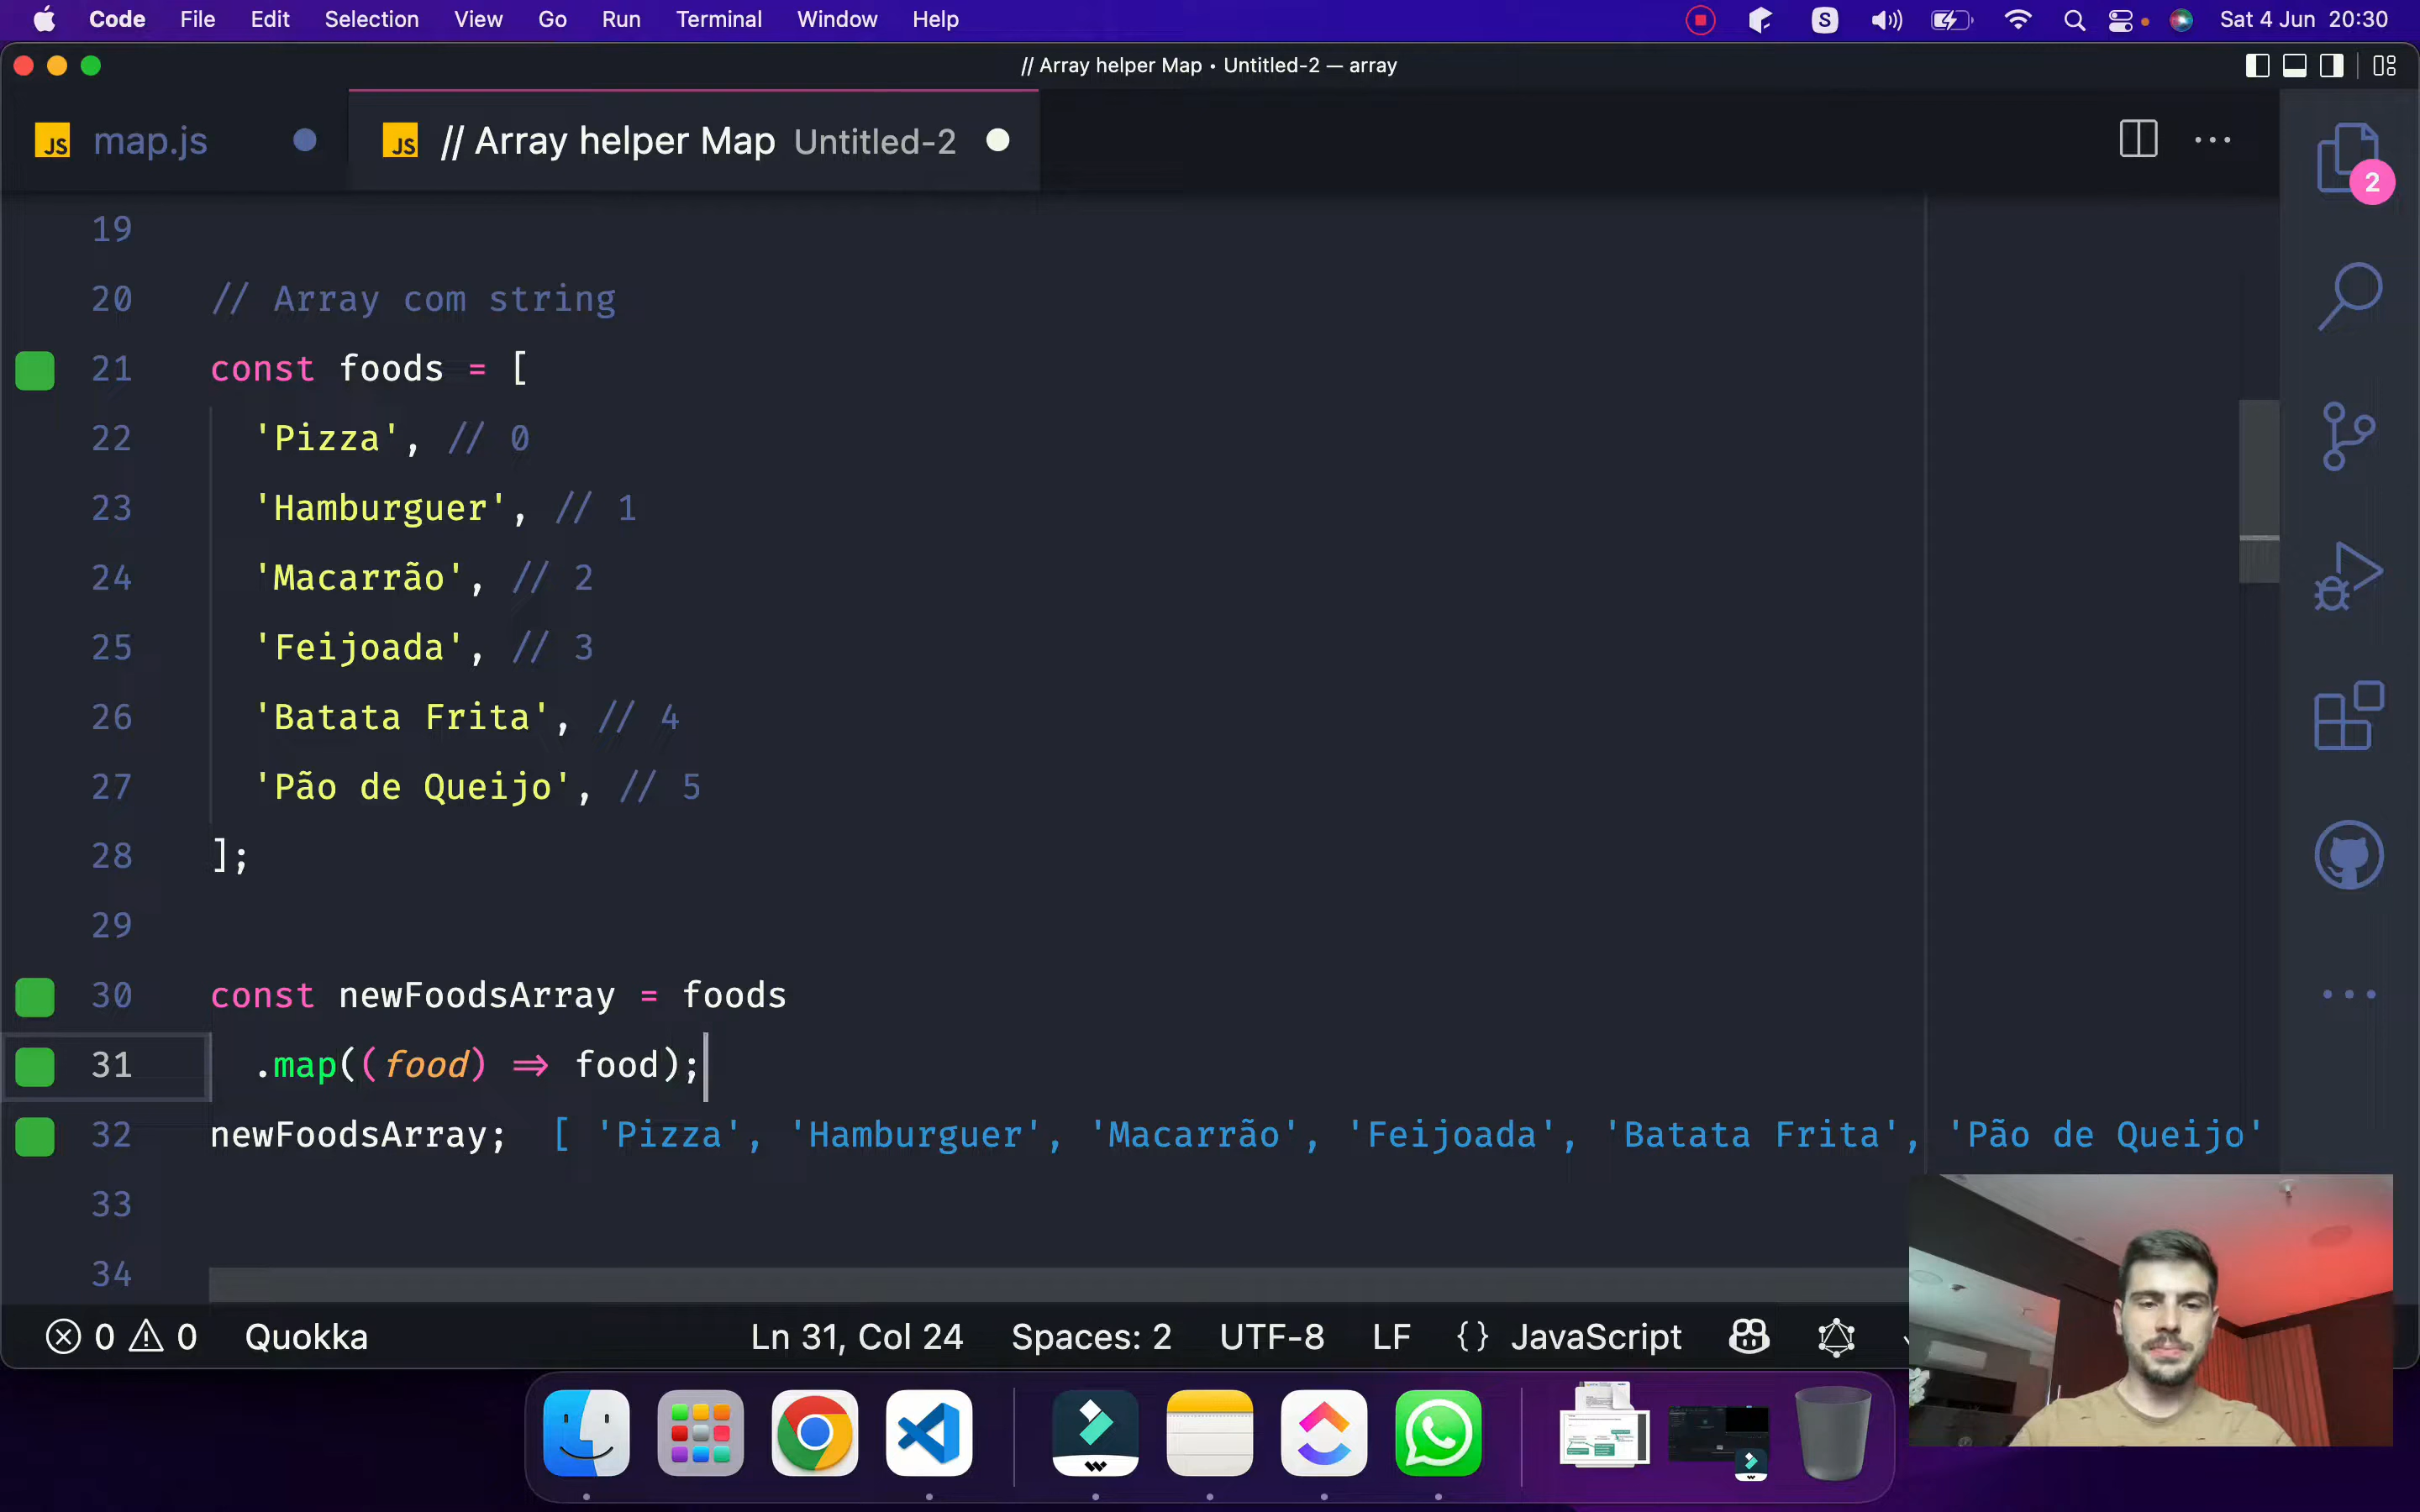 Code File Edit Selection View Go Run Terminal Window Help S Sat 4 Jun 20:30
// Array helper Map • Untitled-2 — array
JS map.js JS // Array helper Map Untitled-2
2
19
20 // Array com string
21 const foods = [
22 'Pizza', // 0
23 'Hamburguer', // 1
24 'Macarrão', // 2
25 'Feijoada', // 3
26 'Batata Frita', // 4
27 'Pão de Queijo', // 5
28 ];
29
30 const newFoodsArray = foods
31 .map((food) => food);
32 newFoodsArray; [ 'Pizza', 'Hamburguer', 'Macarrão', 'Feijoada', 'Batata Frita', 'Pão de Queijo'
33
34
0 0 Quokka Ln 31, Col 24 Spaces: 2 UTF-8 LF {} JavaScript